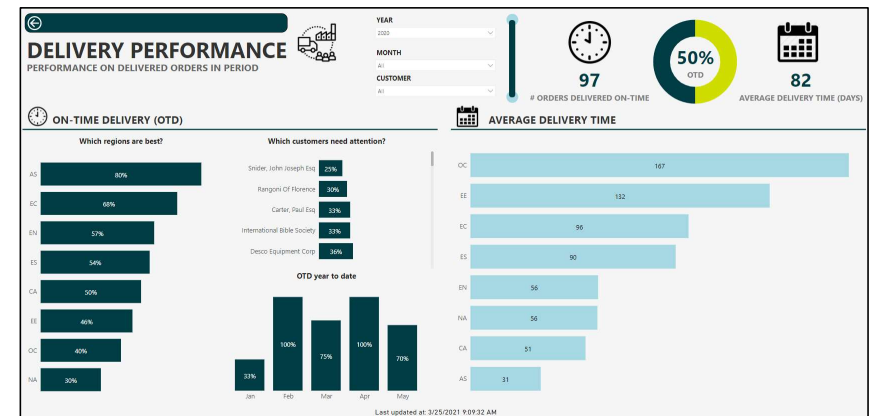 DELIVERY PERFORMANCE
PERFORMANCE ON DELIVERED ORDERS IN PERIOD
YEAR
2020
MONTH
All
CUSTOMER
All
97
# ORDERS DELIVERED ON-TIME
50%
OTD
82
AVERAGE DELIVERY TIME (DAYS)
ON-TIME DELIVERY (OTD)
Which regions are best?
AS 80%
EC 68%
EN 57%
ES 54%
CA 50%
EE 46%
OC 40%
NA 30%
Which customers need attention?
Snider, John Joseph Esq 25%
Rangoni Of Florence 30%
Carter, Paul Esq 33%
International Bible Society 33%
Desco Equipment Corp 36%
OTD year to date
33% 100% 75% 100% 70%
Jan Feb Mar Apr May
AVERAGE DELIVERY TIME
OC 167
EE 132
EC 96
ES 90
EN 56
NA 56
CA 51
AS 31
Last updated at: 3/25/2021 9:09:32 AM